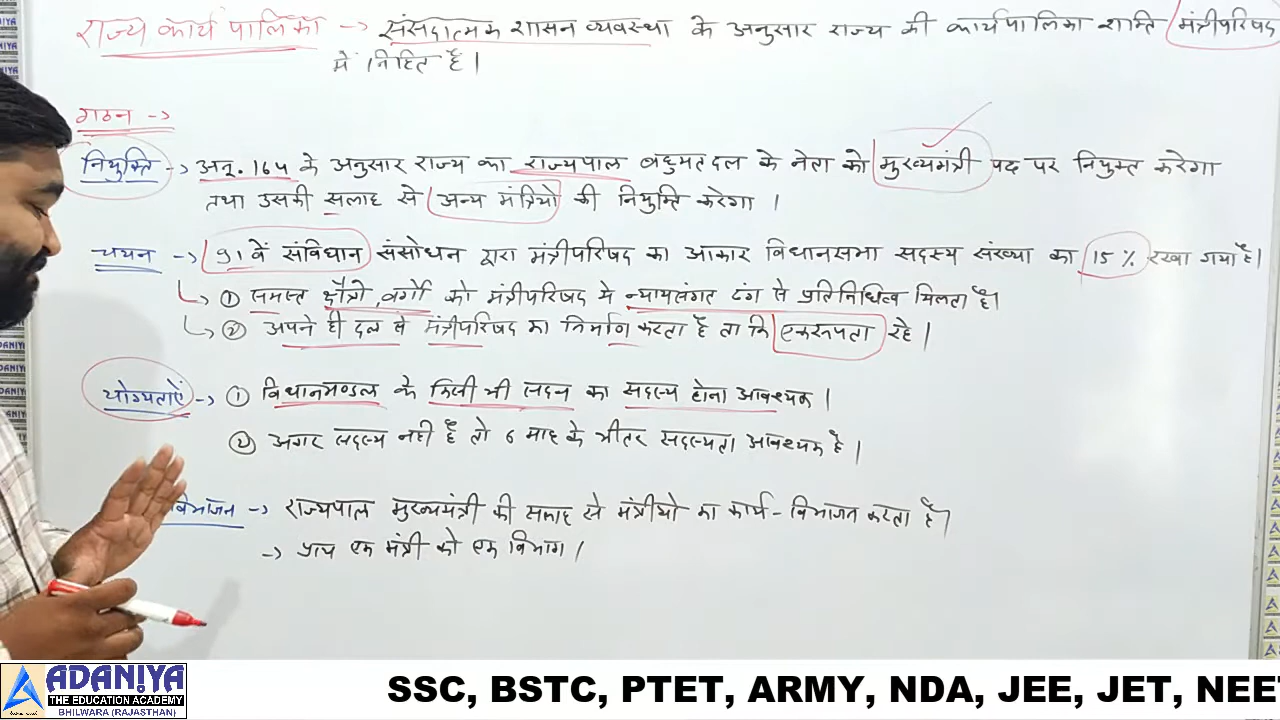 राज्य कार्यपालिका -> संसदात्मक शासन व्यवस्था के अनुसार राज्य की कार्यपालिका शक्ति मंत्रीपरिषद
में निहित है।
गठन ->
नियुक्ति -> अनु. 164 के अनुसार राज्य का राज्यपाल बहुमत दल के नेता को मुख्यमंत्री पद पर नियुक्त करेगा
तथा उसकी सलाह से अन्य मंत्रियो की नियुक्ति करेगा ।
चयन -> 91 वें संविधान संसोधन द्वारा मंत्रीपरिषद का आकार विधानसभा सदस्य संख्या का 15 % रखा गया है।
① समस्त क्षैत्रो, वर्गो को मंत्रीपरिषद मे न्यायसंगत ढंग से प्रतिनिधित्व मिलता है।
② अपने ही दल से मंत्रीपरिषद का निर्माण करता है ता कि एकरूपता रहे।
योग्यताऐं -> ① विधानमण्डल के किसी भी सदन का सदस्य होना आवश्यक।
② अगर सदस्य नही है तो 6 माह के भीतर सदस्यता आवश्यक है।
विभाजन -> राज्यपाल मुख्यमंत्री की सलाह से मंत्रीयो का कार्य - विभाजन करता है।
-> प्राय एक मंत्री को एक विभाग।
ADANIYA
THE EDUCATION ACADEMY
BHILWARA (RAJASTHAN)
SSC, BSTC, PTET, ARMY, NDA, JEE, JET, NEET